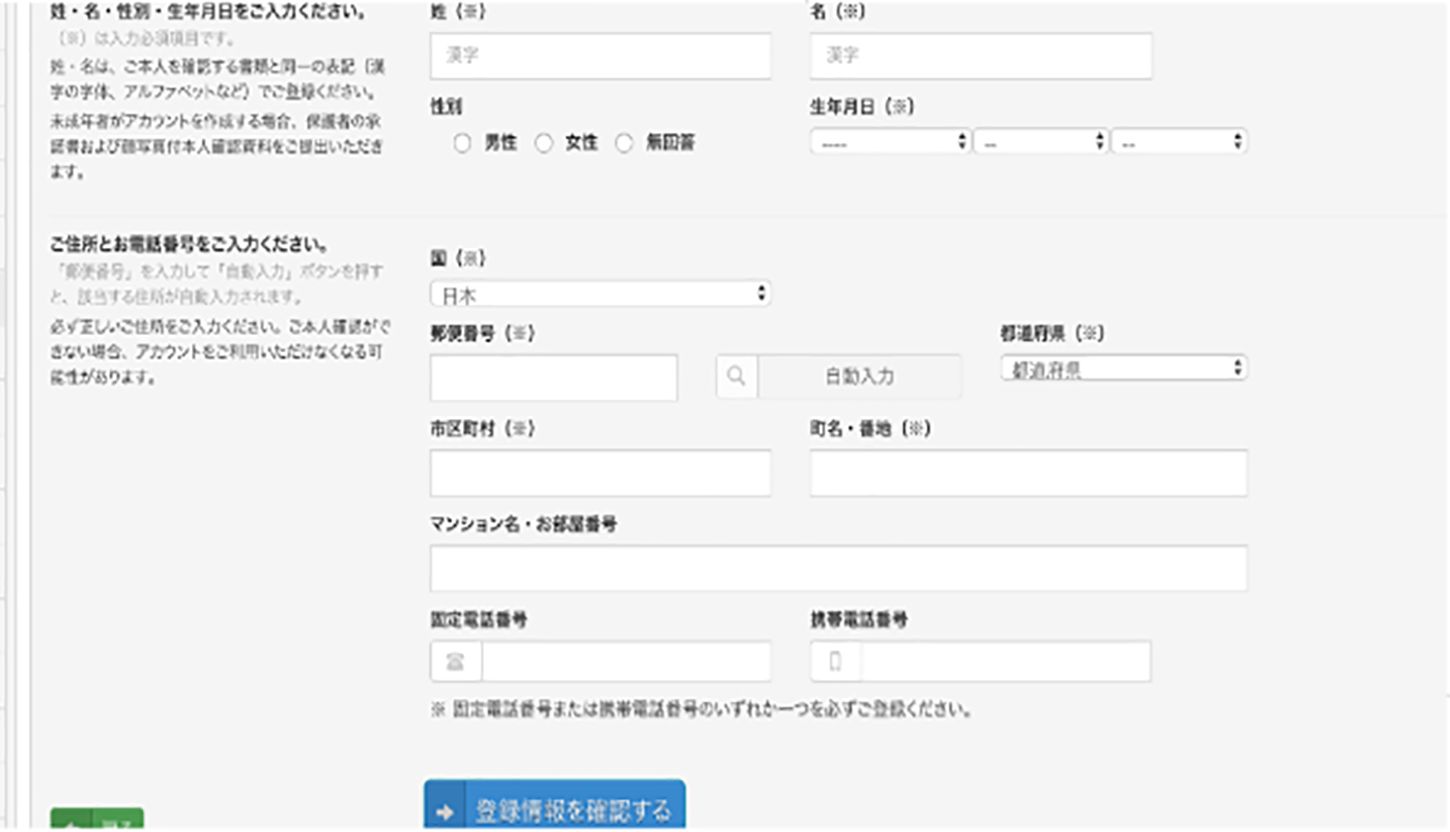 姓・名・性別・生年月日をご入力ください。
（※）は入力必須項目です。
姓・名は、ご本人を確認する書類と同一の表記（漢
字の字体、アルファベットなど）でご登録ください。
未成年者がアカウントを作成する場合、保護者の承
諾書および顔写真付本人確認資料をご提出いただき
ます。
姓（※）
名（※）
漢字
漢字
性別
生年月日（※）
男性 女性 無回答
---- -- --
ご住所とお電話番号をご入力ください。
「郵便番号」を入力して「自動入力」ボタンを押す
と、該当する住所が自動入力されます。
必ず正しいご住所をご入力ください。ご本人確認がで
きない場合、アカウントをご利用いただけなくなる可
能性があります。
国（※）
日本
郵便番号（※）
都道府県（※）
自動入力
都道府県
市区町村（※）
町名・番地（※）
マンション名・お部屋番号
固定電話番号
携帯電話番号
※ 固定電話番号または携帯電話番号のいずれか一つを必ずご登録ください。
登録情報を確認する